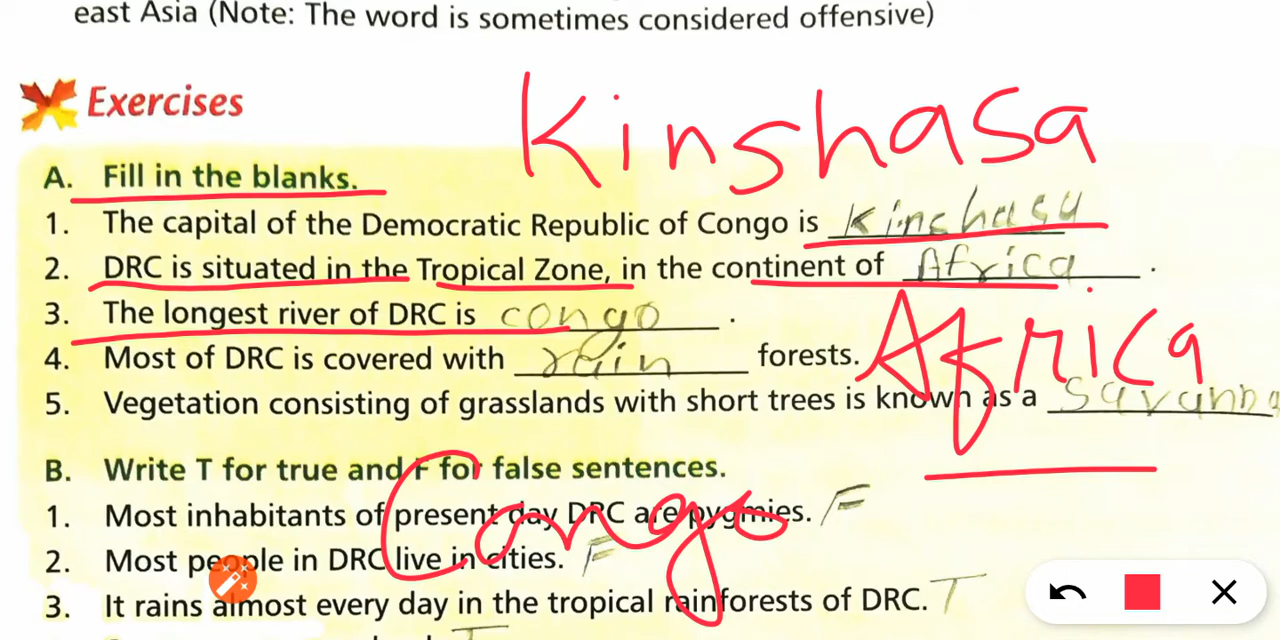 east Asia (Note: The word is sometimes considered offensive)
Exercises
Kinshasa
A. Fill in the blanks.
1. The capital of the Democratic Republic of Congo is Kinshasa
2. DRC is situated in the Tropical Zone, in the continent of Africa .
3. The longest river of DRC is congo .
Africa
4. Most of DRC is covered with rain forests.
5. Vegetation consisting of grasslands with short trees is known as a Savanna
B. Write T for true and F for false sentences.
Congo
1. Most inhabitants of present day DRC are pygmies. F
2. Most people in DRC live in cities. F
3. It rains almost every day in the tropical rainforests of DRC. T
T